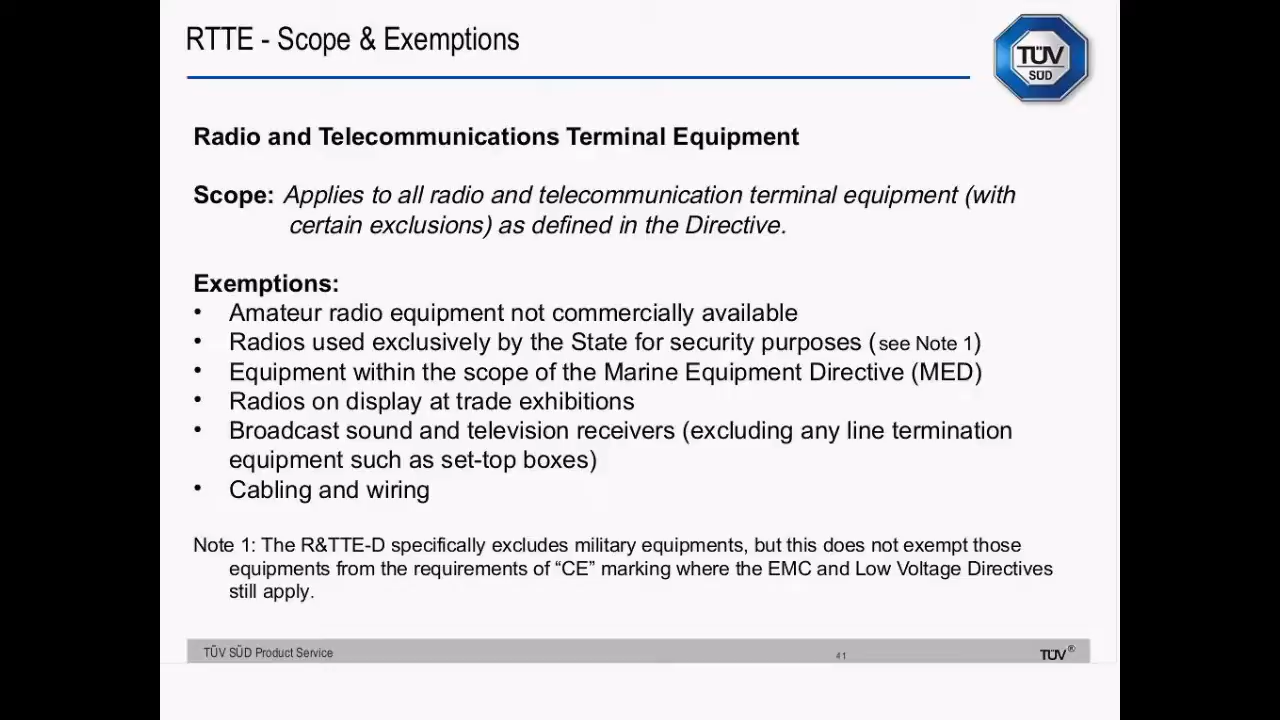 RTTE - Scope & Exemptions
TÜV
SÜD
Radio and Telecommunications Terminal Equipment
Scope: Applies to all radio and telecommunication terminal equipment (with
certain exclusions) as defined in the Directive.
Exemptions:
• Amateur radio equipment not commercially available
• Radios used exclusively by the State for security purposes (see Note 1)
• Equipment within the scope of the Marine Equipment Directive (MED)
• Radios on display at trade exhibitions
• Broadcast sound and television receivers (excluding any line termination
equipment such as set-top boxes)
• Cabling and wiring
Note 1: The R&TTE-D specifically excludes military equipments, but this does not exempt those
equipments from the requirements of “CE” marking where the EMC and Low Voltage Directives
still apply.
TÜV SÜD Product Service 41 TÜV®